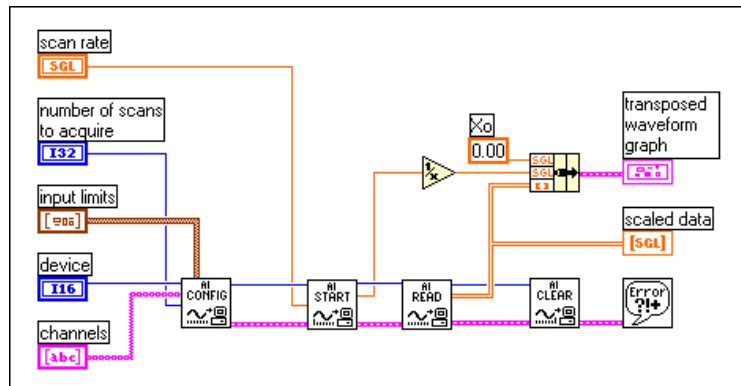 scan rate
SGL
number of scans
to acquire
I32
input limits
device
I16
channels
[abc]
AI
CONFIG
AI
START
AI
READ
AI
CLEAR
Error
?!+
1/x
Xo
0.00
SGL
SGL
transposed
waveform
graph
scaled data
[SGL]